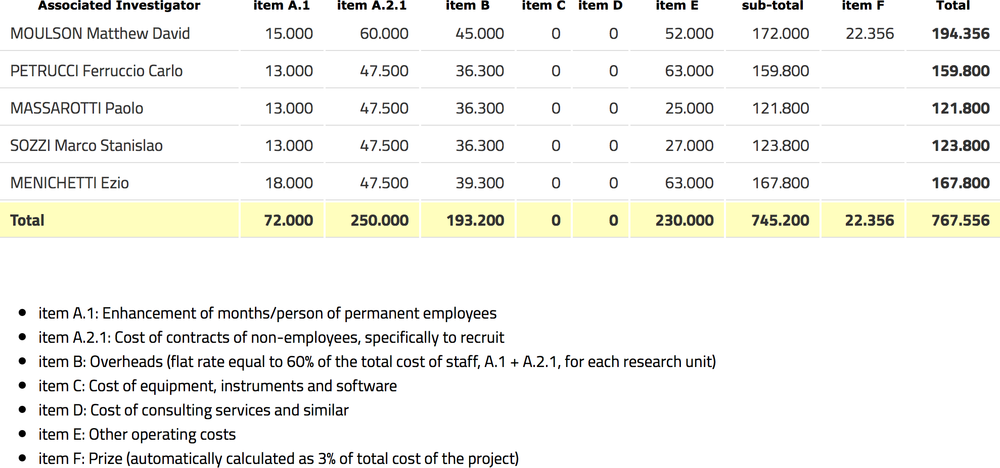 Associated Investigator item A.1 item A.2.1 item B item C item D item E sub-total item F Total
MOULSON Matthew David 15.000 60.000 45.000 0 0 52.000 172.000 22.356 194.356
PETRUCCI Ferruccio Carlo 13.000 47.500 36.300 0 0 63.000 159.800 159.800
MASSAROTTI Paolo 13.000 47.500 36.300 0 0 25.000 121.800 121.800
SOZZI Marco Stanislao 13.000 47.500 36.300 0 0 27.000 123.800 123.800
MENICHETTI Ezio 18.000 47.500 39.300 0 0 63.000 167.800 167.800
Total 72.000 250.000 193.200 0 0 230.000 745.200 22.356 767.556
• item A.1: Enhancement of months/person of permanent employees
• item A.2.1: Cost of contracts of non-employees, specifically to recruit
• item B: Overheads (flat rate equal to 60% of the total cost of staff, A.1 + A.2.1, for each research unit)
• item C: Cost of equipment, instruments and software
• item D: Cost of consulting services and similar
• item E: Other operating costs
• item F: Prize (automatically calculated as 3% of total cost of the project)